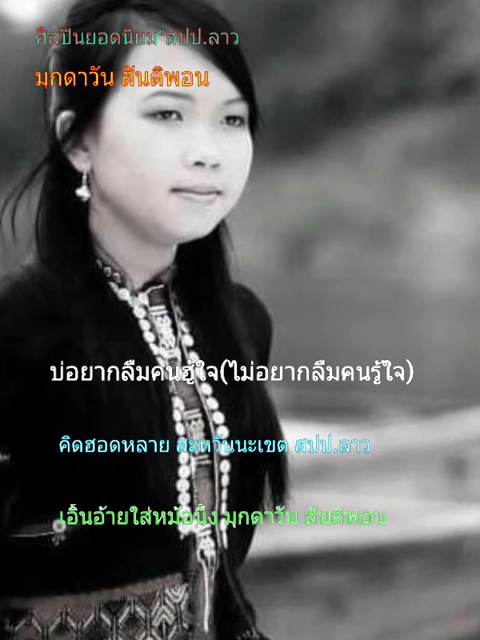 ศิลปินยอดนิยม"สปป.ลาว
มุกดาวัน สันติพอน
บ่อยากลืมคนฮู้ใจ(ไม่อยากลืมคนรู้ใจ)
คิดฮอดหลาย สะหวันนะเขด สปป.ลาว
เอิ้นอ้ายใส่หม้อนึ่ง มุกดาวัน สันติพอน